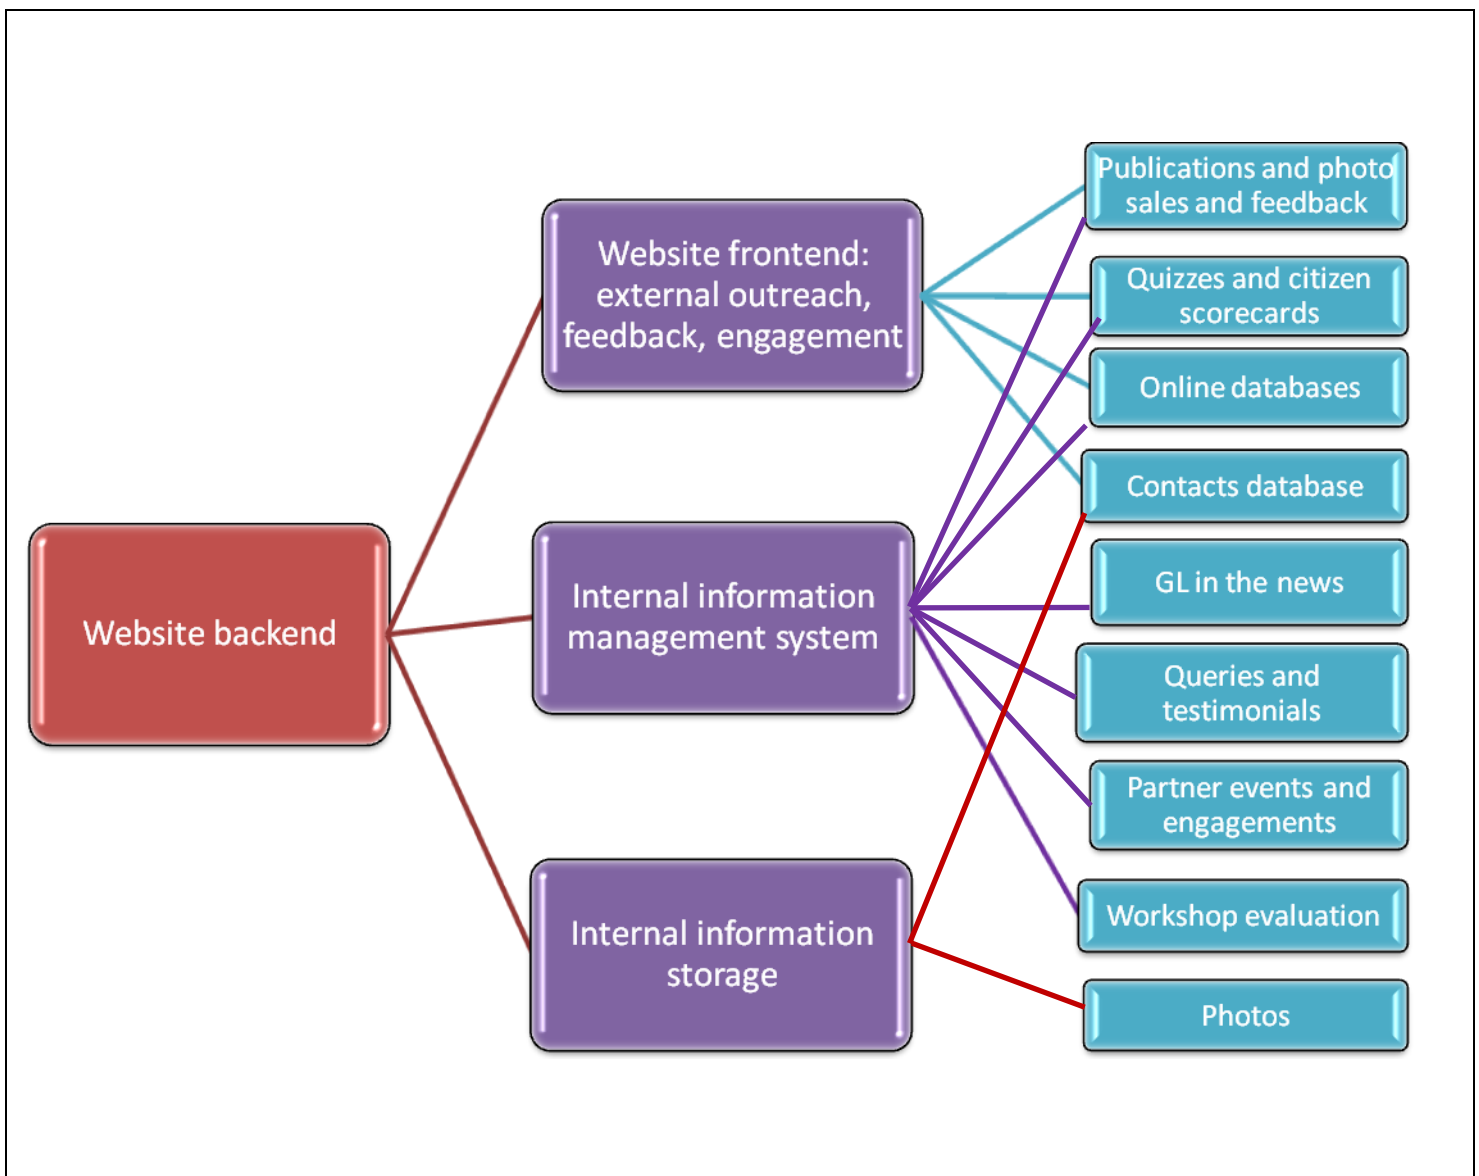 Website backend
Website frontend:
external outreach,
feedback, engagement
Internal information
management system
Internal information
storage
Publications and photo
sales and feedback
Quizzes and citizen
scorecards
Online databases
Contacts database
GL in the news
Queries and
testimonials
Partner events and
engagements
Workshop evaluation
Photos